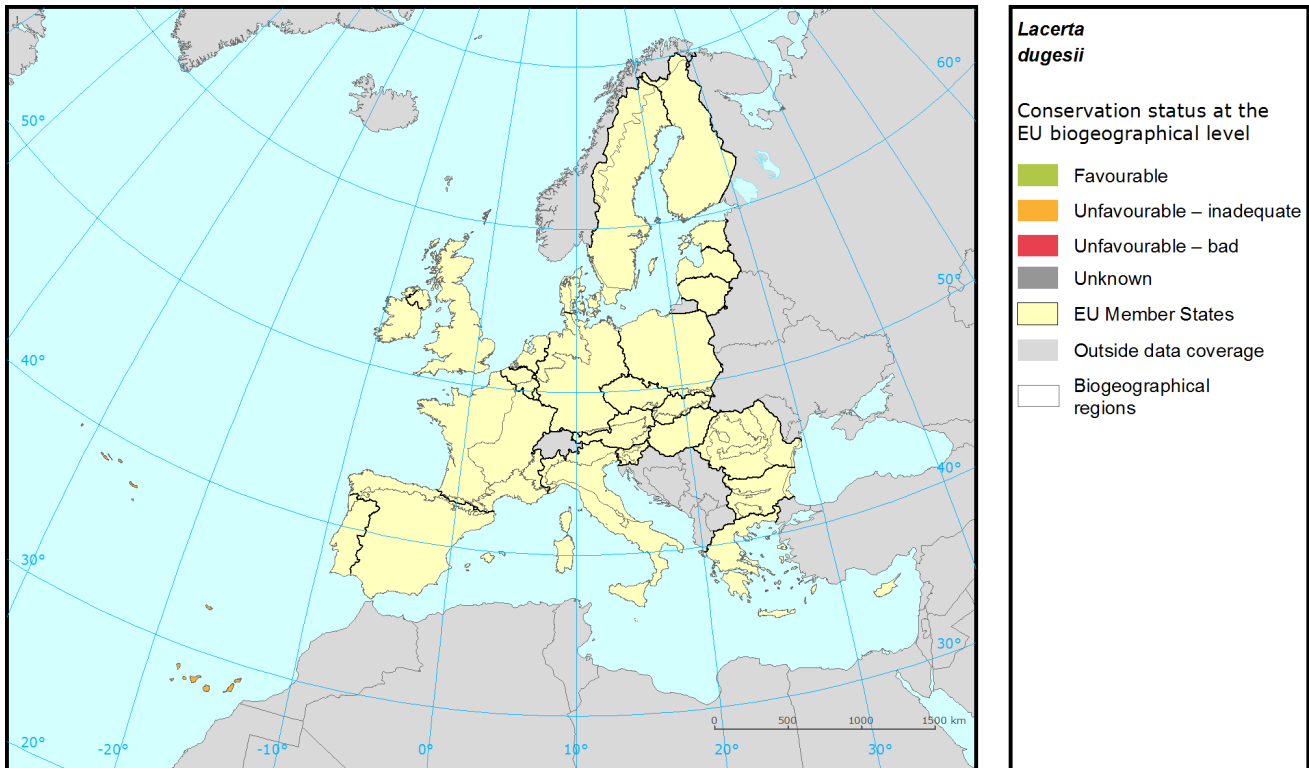 Lacerta
dugesii
Conservation status at the
EU biogeographical level
Favourable
Unfavourable – inadequate
Unfavourable – bad
Unknown
EU Member States
Outside data coverage
Biogeographical
regions
60°
50°
50°
40°
40°
30°
30°
0 500 1000 1500 km
20° -20° -10° 0° 10° 20° 30°